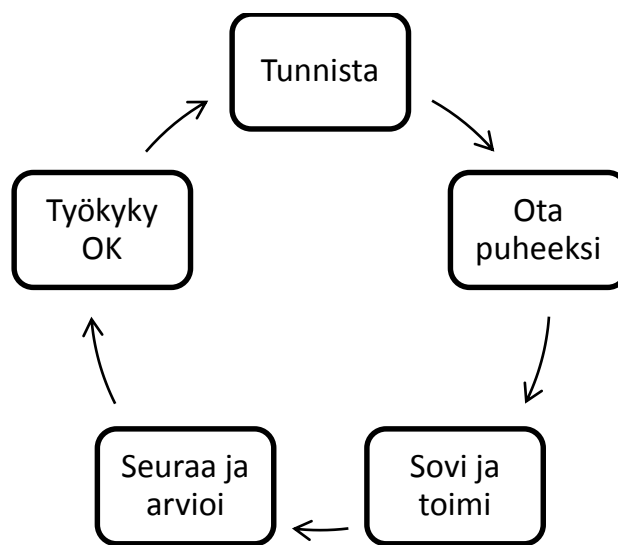 Tunnista
Ota
puheeksi
Sovi ja
toimi
Seuraa ja
arvioi
Työkyky
OK